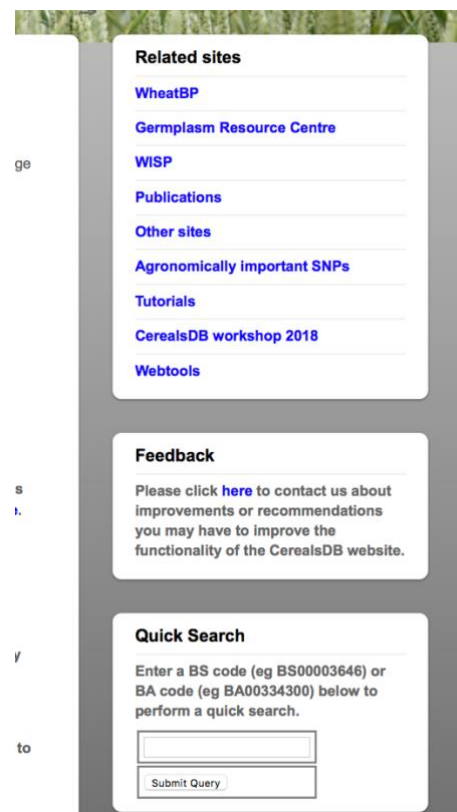 Related sites
WheatBP
Germplasm Resource Centre
ge
WISP
Publications
Other sites
Agronomically important SNPs
Tutorials
CerealsDB workshop 2018
Webtools
Feedback
s
Please click here to contact us about
e.
improvements or recommendations
you may have to improve the
functionality of the CerealsDB website.
Quick Search
y
Enter a BS code (eg BS00003646) or
BA code (eg BA00334300) below to
perform a quick search.
to
Submit Query